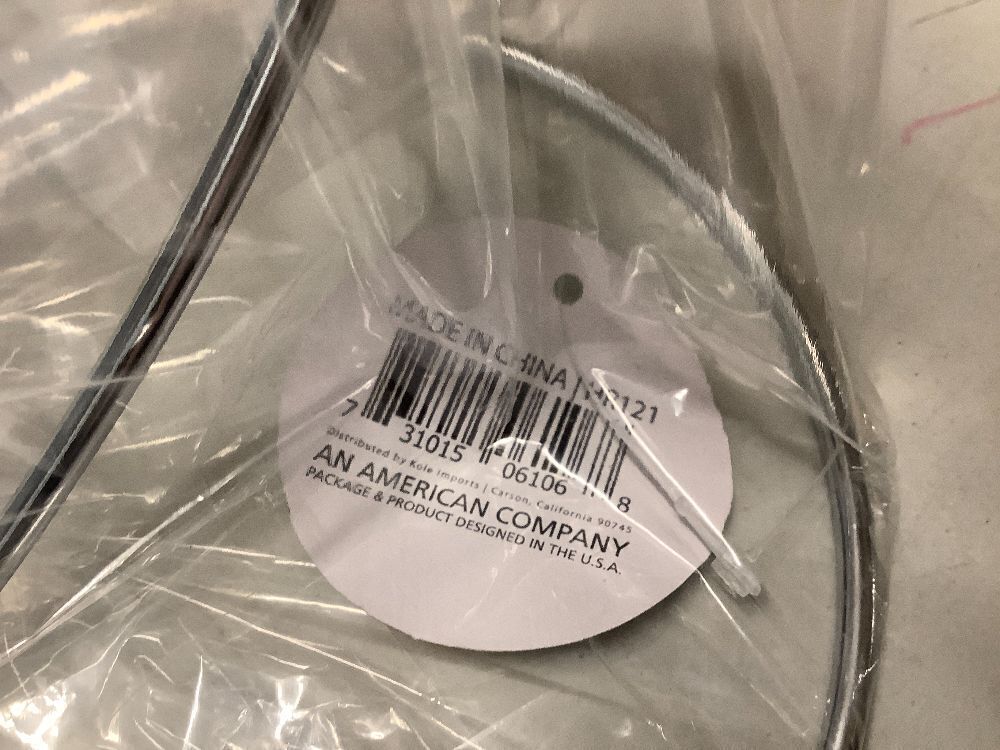 MADE IN CHINA | HR121
7 31015 06106 8
Distributed by Kole Imports | Carson, California 90745
AN AMERICAN COMPANY
PACKAGE & PRODUCT DESIGNED IN THE U.S.A.